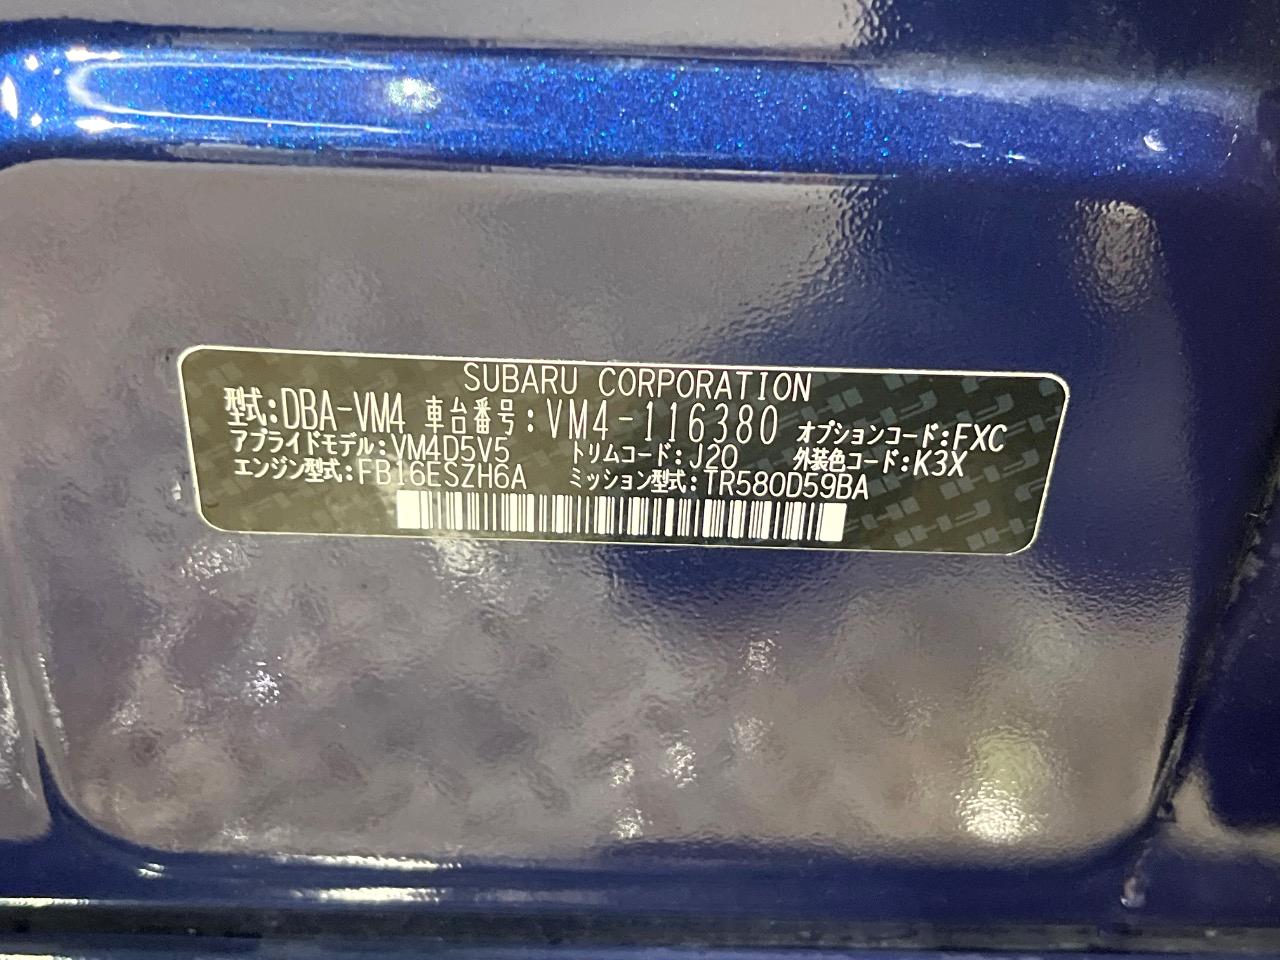 SUBARU CORPORATION
型式:DBA-VM4 車台番号:VM4-116380 オプションコード:FXC
アプライドモデル:VM4D5V5 トリムコード:J20 外装色コード:K3X
エンジン型式:FB16ESZH6A ミッション型式:TR580D59BA